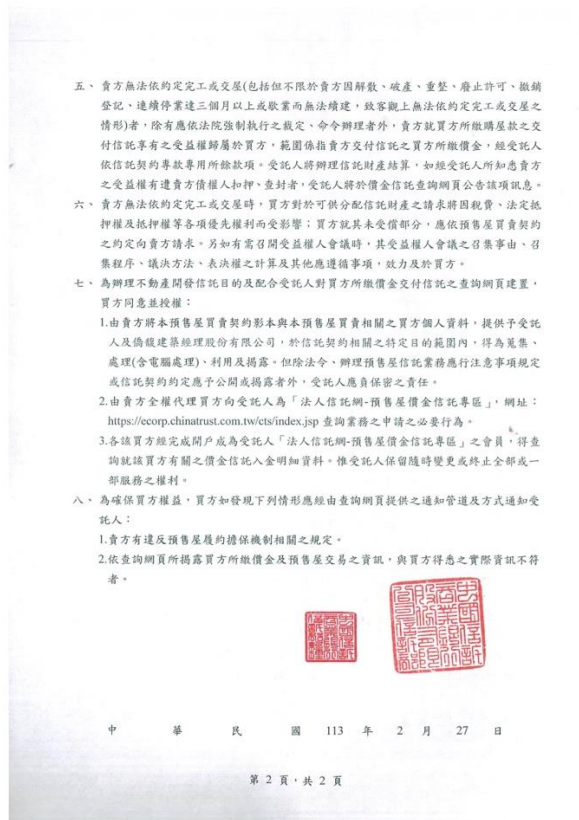 五、賣方無法依約定完工或交屋(包括但不限於賣方因解散、破產、重整、廢止許可、撤銷
登記、連續停業達三個月以上或歇業而無法續建,致客觀上無法依約定完工或交屋之
情形)者,除有應依法院強制執行之裁定、命令辦理者外,賣方就買方所繳購屋款之交
付信託享有之受益權歸屬於買方,範圍係指賣方交付信託之買方所繳價金,經受託人
依信託契約專款專用所餘款項。受託人將辦理信託財產結算,如經受託人所知悉賣方
之受益權有遭賣方債權人扣押、查封者,受託人將於價金信託查詢網頁公告該項訊息。
六、賣方無法依約定完工或交屋時,買方對於可供分配信託財產之請求將因稅費、法定抵
押權及抵押權等各項優先權利而受影響;買方就其未受償部分,應依預售屋買賣契約
之約定向賣方請求。另如有需召開受益權人會議時,其受益權人會議之召集事由、召
集程序、議決方法、表決權之計算及其他應遵循事項,效力及於買方。
七、為辦理不動產開發信託目的及配合受託人對買方所繳價金交付信託之查詢網頁建置,
買方同意並授權:
1.由賣方將本預售屋買賣契約影本與本預售屋買賣相關之買方個人資料,提供予受託
人及僑馥建築經理股份有限公司,於信託契約相關之特定目的範圍內,得為蒐集、
處理(含電腦處理)、利用及揭露。但除法令、辦理預售屋信託業務應行注意事項規定
或信託契約約定應予公開或揭露者外,受託人應負保密之責任。
2.由賣方全權代理買方向受託人為「法人信託網-預售屋價金信託專區」,網址:
https://ecorp.chinatrust.com.tw/cts/index.jsp 查詢業務之申請之必要行為。
3.各該買方經完成開戶成為受託人「法人信託網-預售屋價金信託專區」之會員,得查
詢就該買方有關之價金信託入金明細資料。惟受託人保留隨時變更或終止全部或一
部服務之權利。
八、為確保買方權益,買方如發現下列情形應經由查詢網頁提供之通知管道及方式通知受
託人:
1.賣方有違反預售屋履約擔保機制相關之規定。
2.依查詢網頁所揭露買方所繳價金及預售屋交易之資訊,與買方得悉之實際資訊不符
者。
中 華 民 國 113 年 2 月 27 日
第 2 頁,共 2 頁